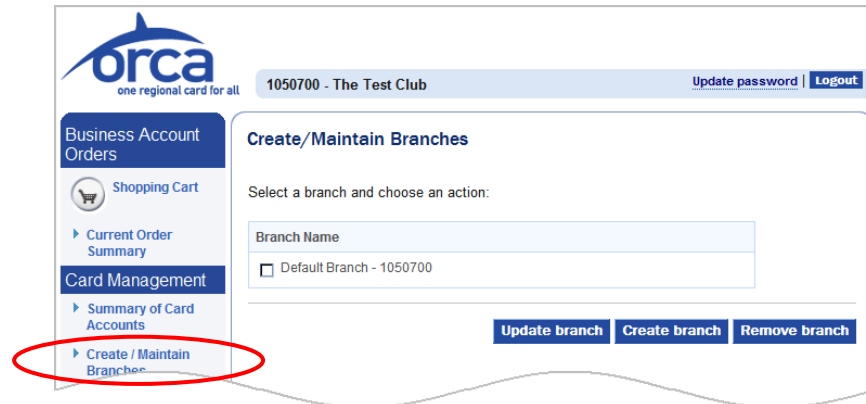 orca
one regional card for all
1050700 - The Test Club
Update password | Logout
Business Account
Orders
Shopping Cart
Current Order
Summary
Card Management
Summary of Card
Accounts
Create / Maintain
Branches
Create/Maintain Branches
Select a branch and choose an action:
Branch Name
Default Branch - 1050700
Update branch
Create branch
Remove branch